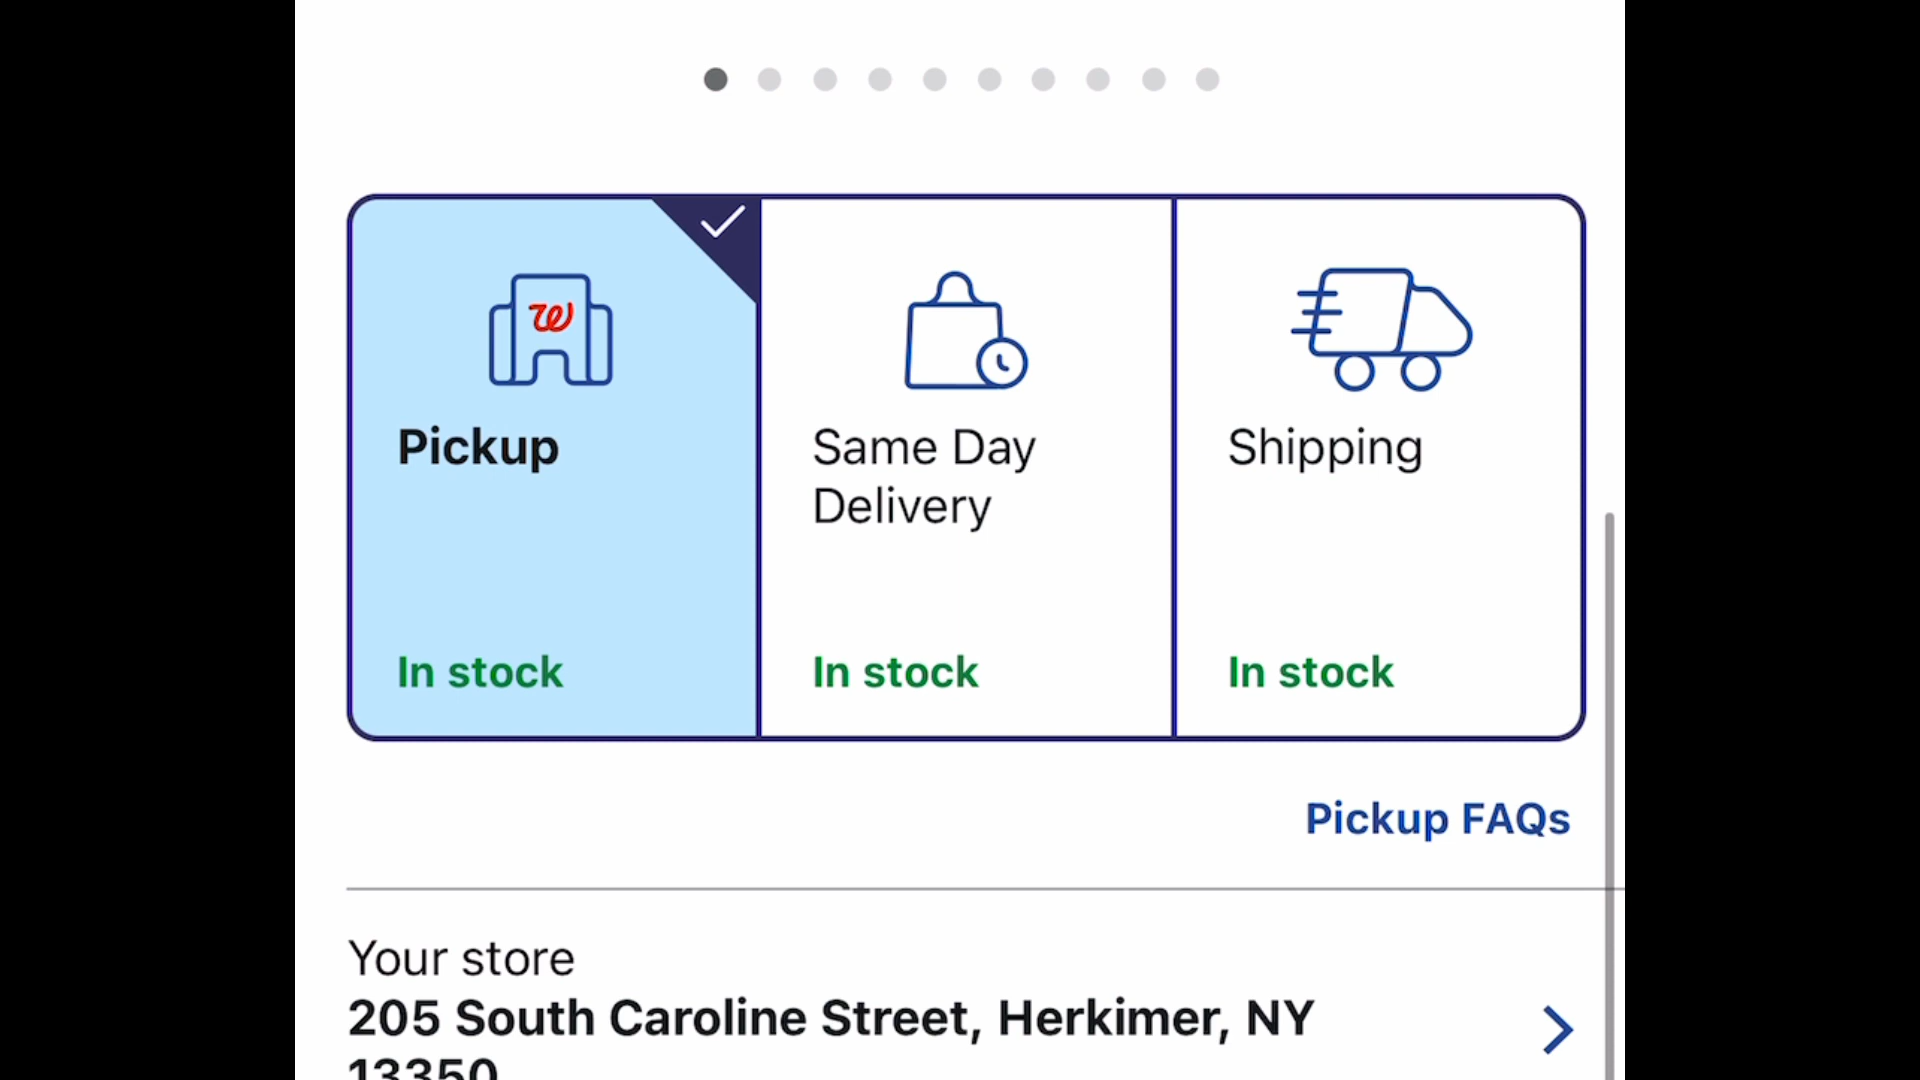 W
Pickup
Same Day
Delivery
Shipping
In stock
In stock
In stock
Pickup FAQs
Your store
205 South Caroline Street, Herkimer, NY
13350